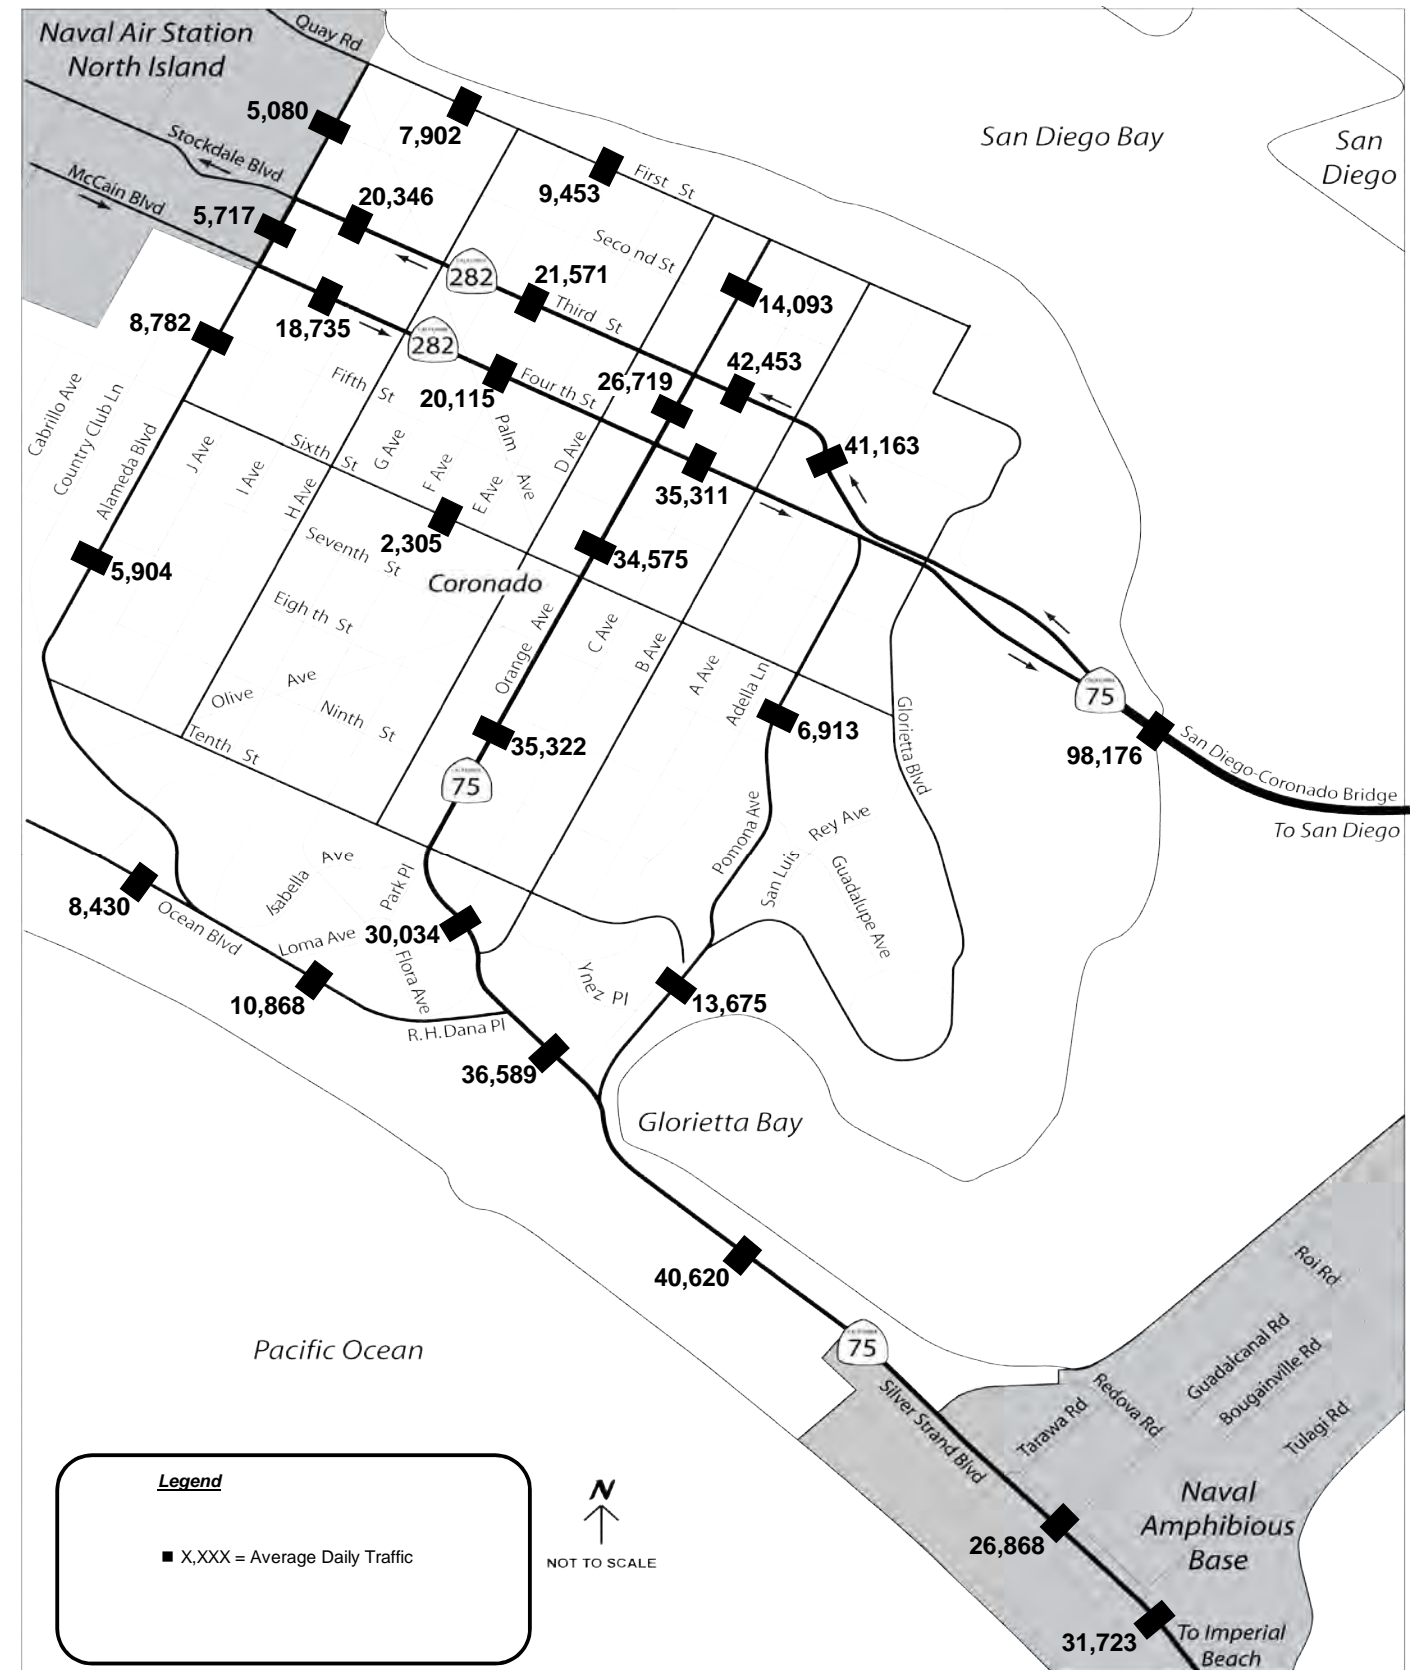 Naval Air Station
North Island
Quay Rd
San Diego Bay
San
Diego
5,080
7,902
Stockdale Blvd
McCain Blvd
9,453
First St
20,346
5,717
Second St
282
21,571
Third St
14,093
8,782
18,735
282
42,453
26,719
Fifth St
20,115
Fourth St
Cabrillo Ave
Country Club Ln
Alameda Blvd
J Ave
I Ave
H Ave
Sixth St
G Ave
F Ave
E Ave
Palm Ave
D Ave
41,163
35,311
2,305
Seventh St
34,575
5,904
Coronado
Eighth St
Orange Ave
C Ave
B Ave
A Ave
Adella Ln
Olive Ave
Ninth St
Tenth St
35,322
75
6,913
Glorietta Blvd
75
98,176
San Diego-Coronado Bridge
To San Diego
Pomona Ave
San Luis Rey Ave
Guadalupe Ave
Isabella Ave
Park Pl
8,430
Ocean Blvd
Loma Ave
30,034
Flora Ave
Ynez Pl
10,868
R.H. Dana Pl
13,675
36,589
Glorietta Bay
40,620
Pacific Ocean
75
Silver Strand Blvd
Roi Rd
Guadalcanal Rd
Bougainville Rd
Redova Rd
Tarawa Rd
Tulagi Rd
Naval
Amphibious
Base
26,868
31,723
To Imperial
Beach
Legend
X,XXX = Average Daily Traffic
N
NOT TO SCALE